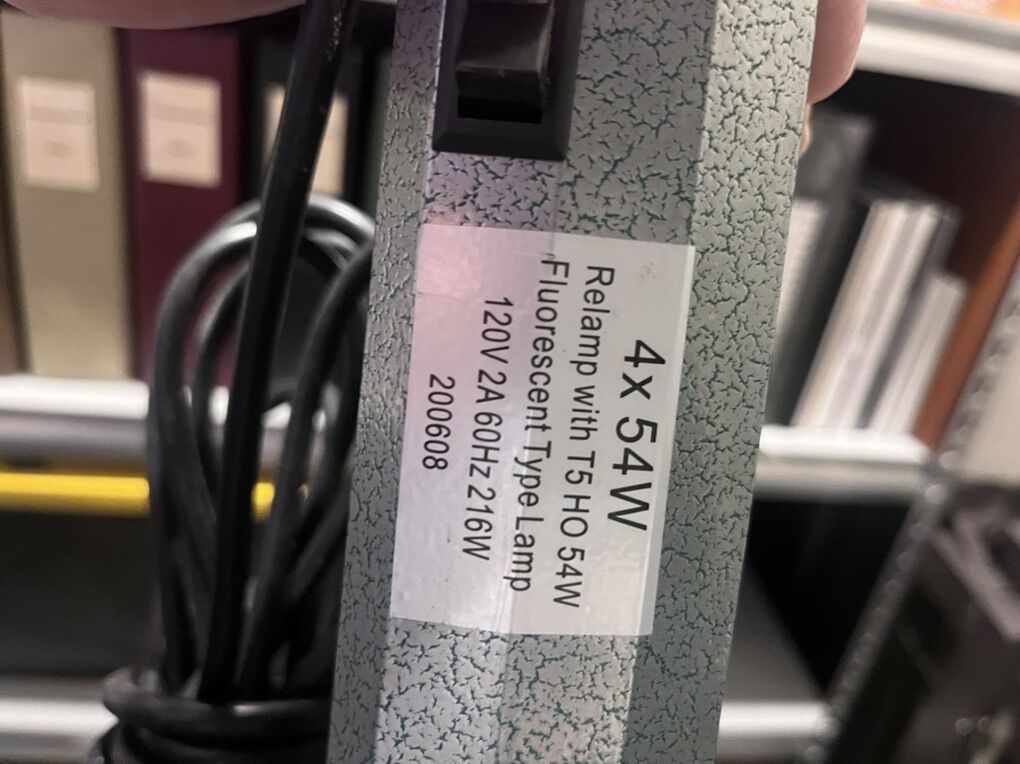 4x 54W
Relamp with T5 HO 54W
Fluorescent Type Lamp
120V 2A 60Hz 216W
200608